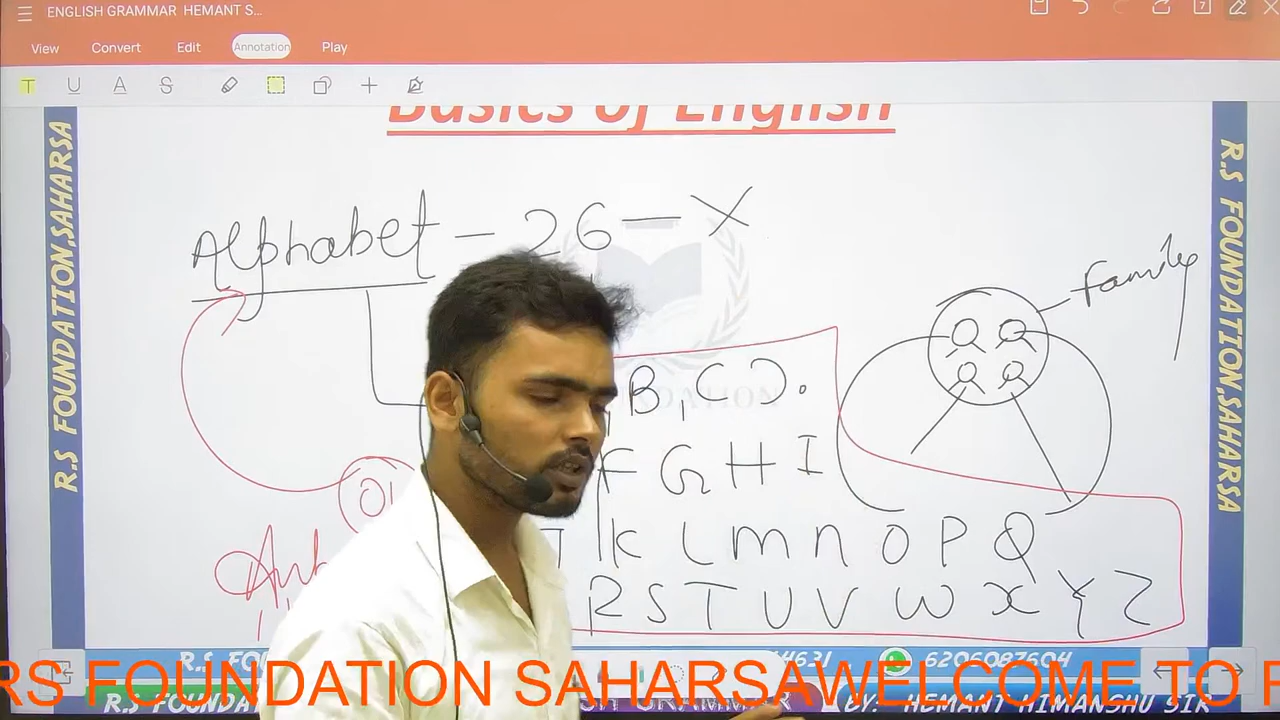 ENGLISH GRAMMAR HEMANT S...
View Convert Edit Annotation Play
T U A S
Basics of English
R.S FOUNDATION,SAHARSA
R.S FOUNDATION,SAHARSA
Alphabet - 26 - X
Family
B, C D.
F G H I
01
K L M N O P Q
R S T U V W X Y Z
6206087604
RS FOUNDATION SAHARSAWELCOME TO
BY: HEMANT HIMANSHU SIR